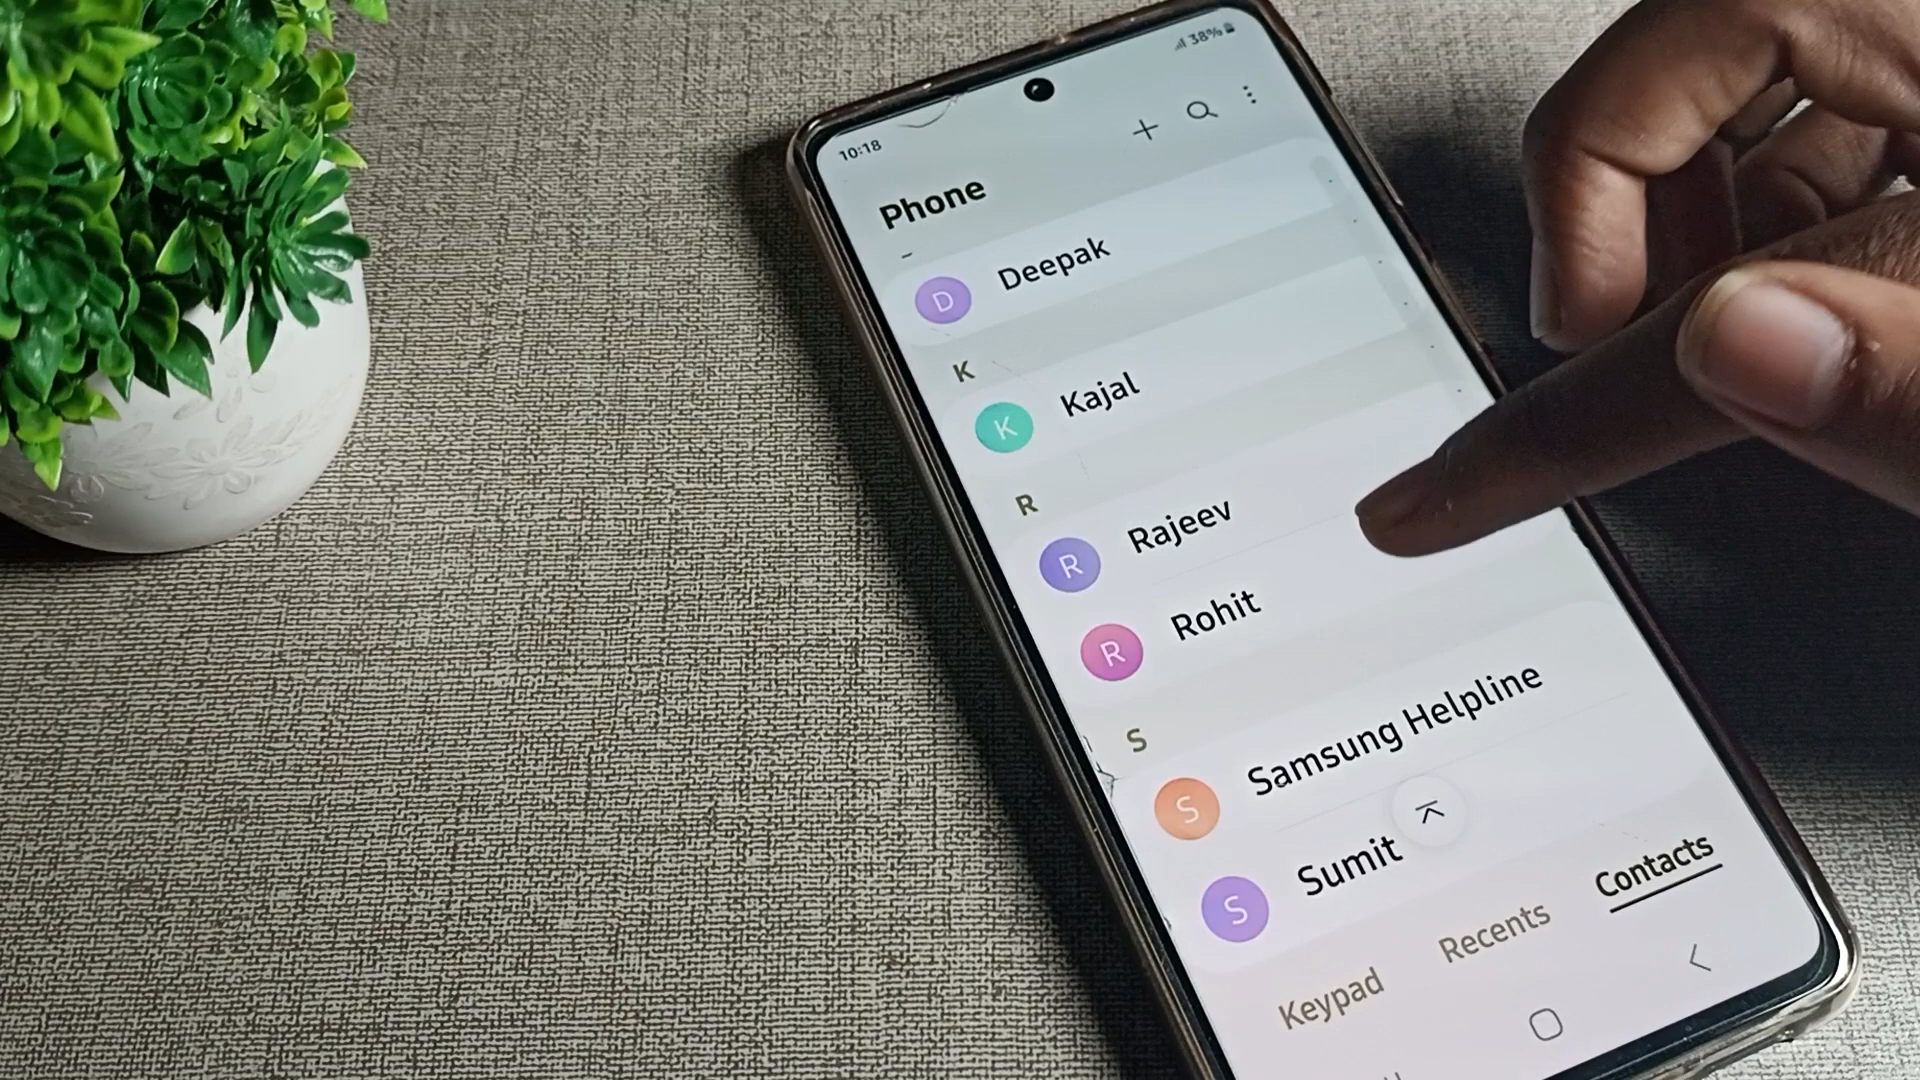 10:18
38%
Phone
D Deepak
K
K Kajal
R
R Rajeev
R Rohit
S
S Samsung Helpline
S Sumit
Keypad Recents Contacts